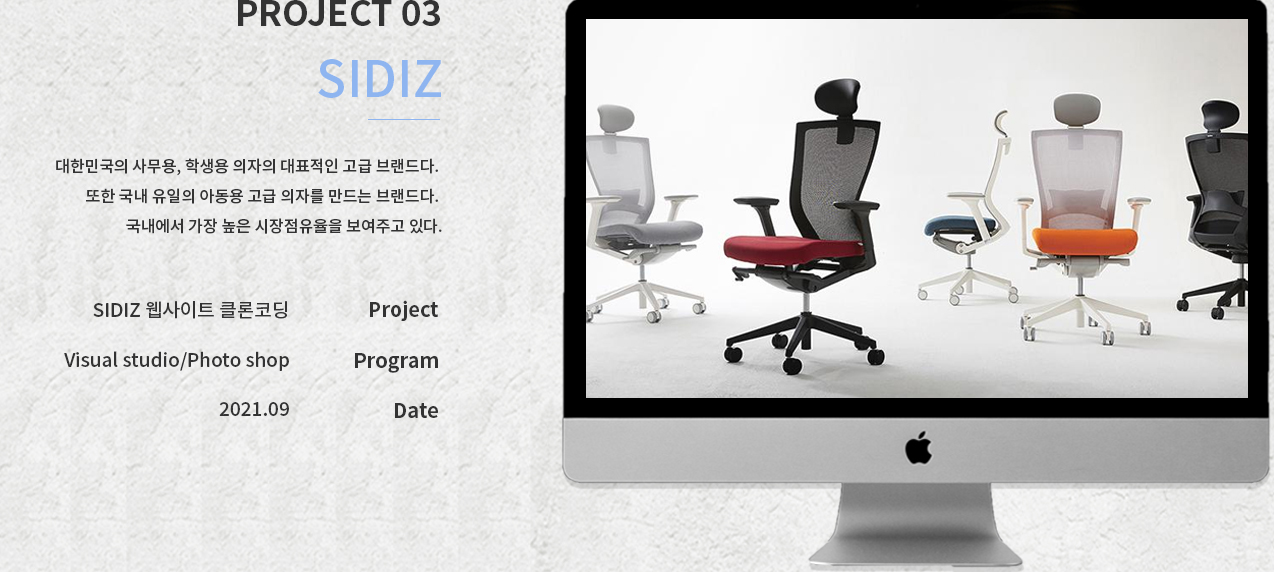 PROJECT 03
SIDIZ
대한민국의 사무용, 학생용 의자의 대표적인 고급 브랜드다.
또한 국내 유일의 아동용 고급 의자를 만드는 브랜드다.
국내에서 가장 높은 시장점유율을 보여주고 있다.
SIDIZ 웹사이트 클론코딩 Project
Visual studio/Photo shop Program
2021.09 Date